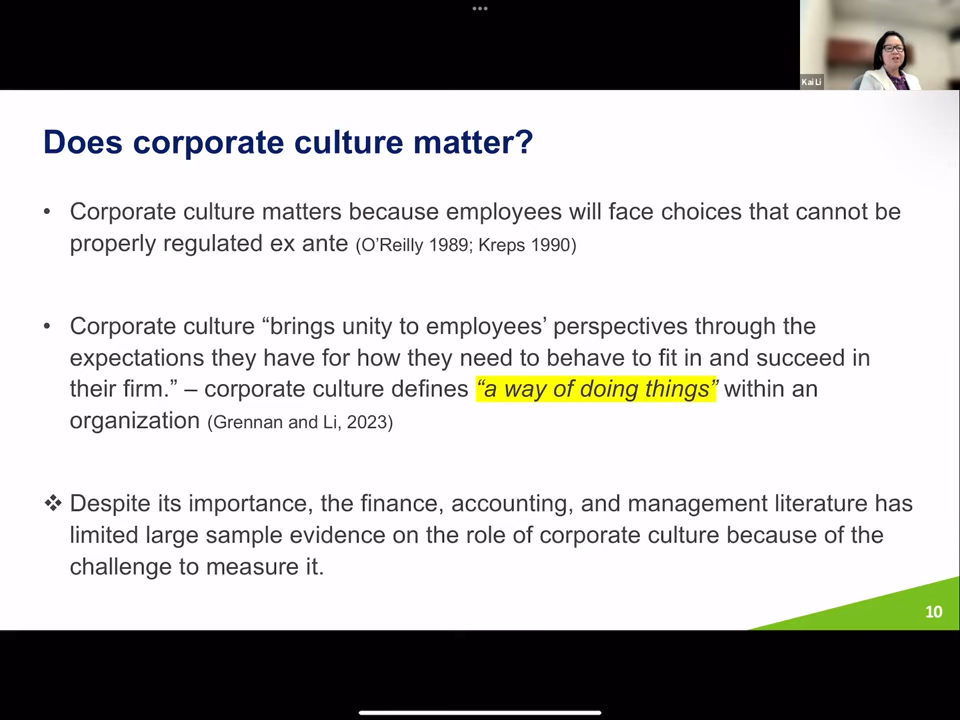 Kai Li
Does corporate culture matter?
• Corporate culture matters because employees will face choices that cannot be
properly regulated ex ante (O’Reilly 1989; Kreps 1990)
• Corporate culture “brings unity to employees’ perspectives through the
expectations they have for how they need to behave to fit in and succeed in
their firm.” – corporate culture defines “a way of doing things” within an
organization (Grennan and Li, 2023)
❖ Despite its importance, the finance, accounting, and management literature has
limited large sample evidence on the role of corporate culture because of the
challenge to measure it.
10